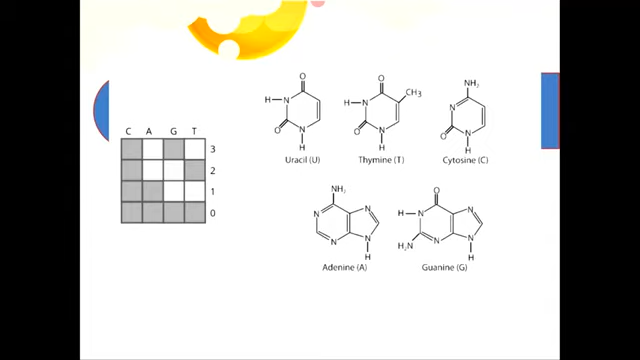 C A G T
3
2
1
0
O
H N
O N
H
Uracil (U)
O
H N CH3
O N
H
Thymine (T)
NH2
N
O N
H
Cytosine (C)
NH2
N N
N N
H
Adenine (A)
O
H N N
H2N N N
H
Guanine (G)